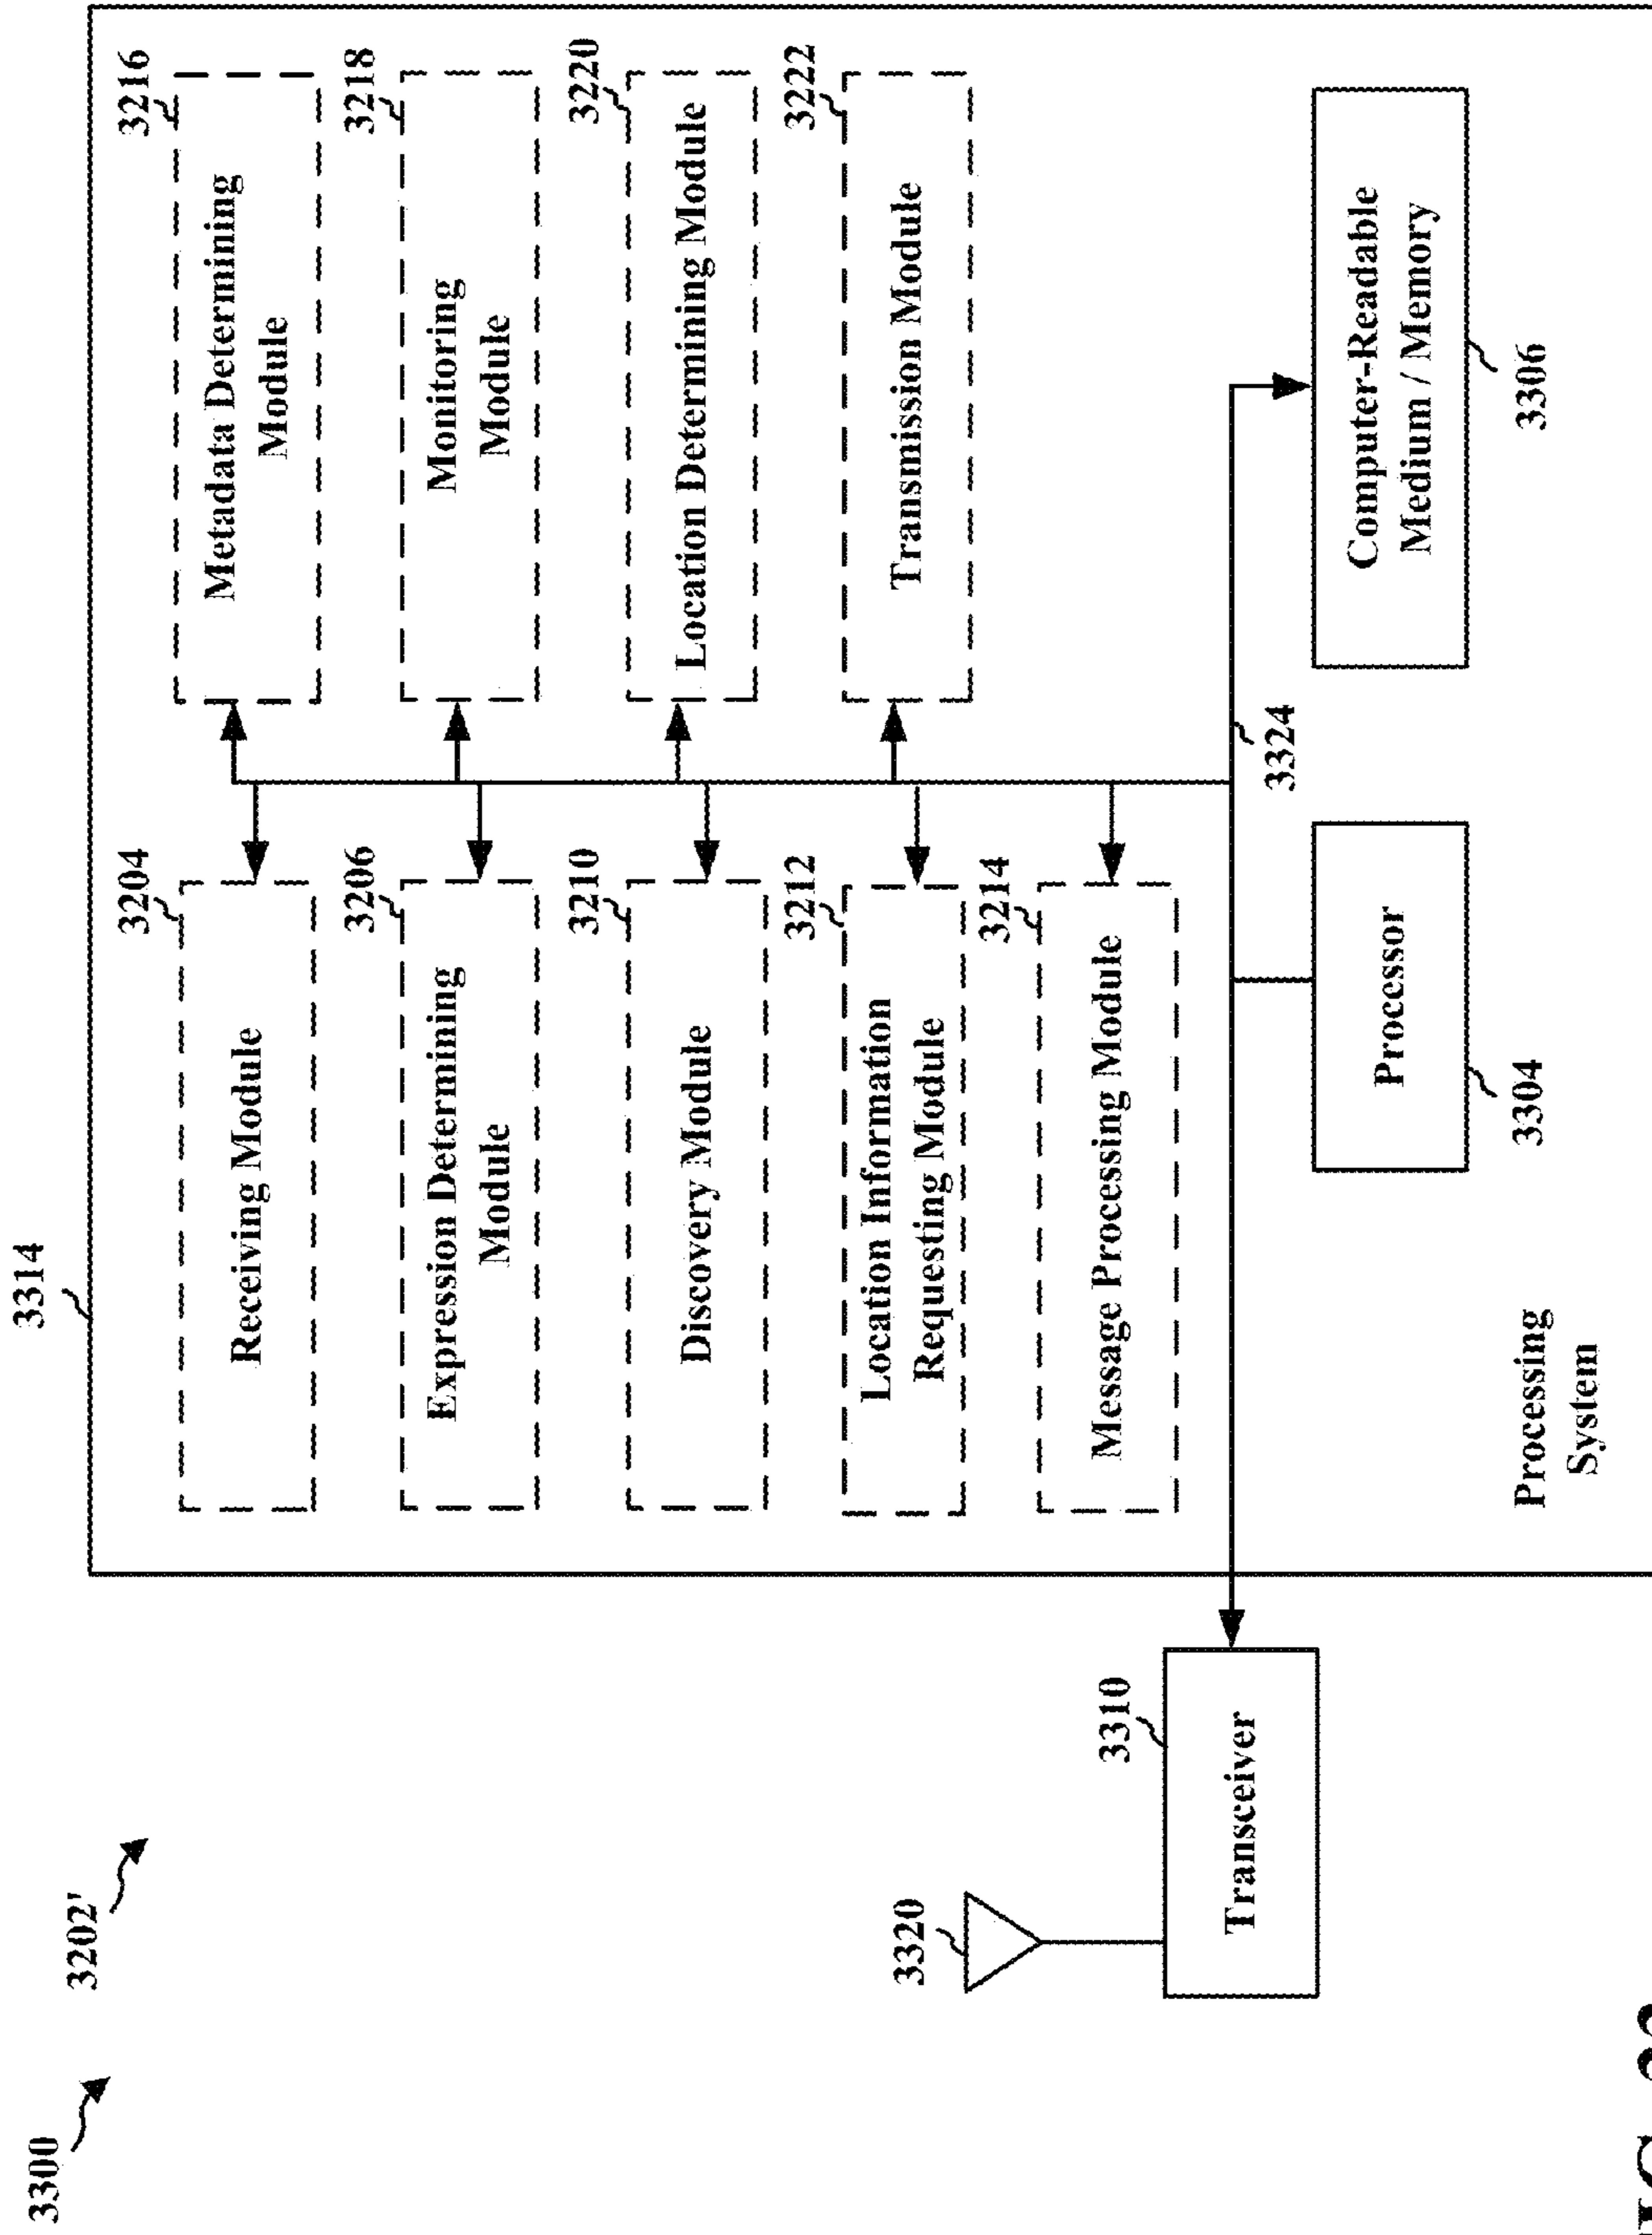 3300
3202'
3314
3204
Receiving Module
3216
Metadata Determining
Module
3206
Expression Determining
Module
3218
Monitoring
Module
3210
Discovery Module
3220
Location Determining Module
3212
Location Information
Requesting Module
3222
Transmission Module
3214
Message Processing Module
3320
3310
Transceiver
3324
Processor
3304
Computer-Readable
Medium / Memory
3306
Processing
System